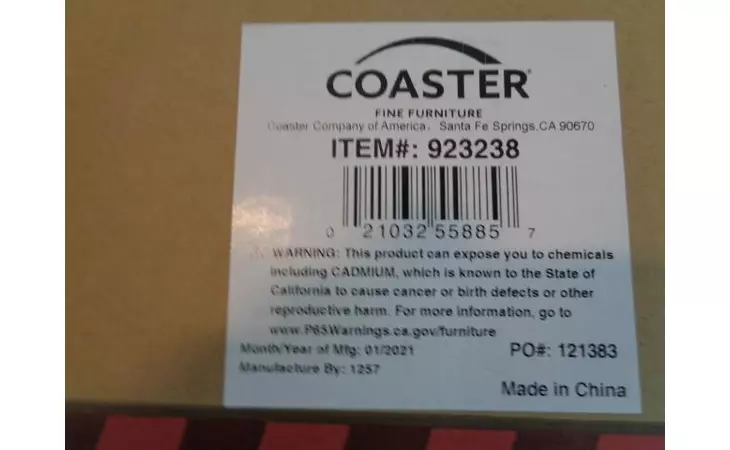 COASTER®
FINE FURNITURE
Coaster Company of America, Santa Fe Springs,CA 90670
ITEM#: 923238
0 21032 55885 7
WARNING: This product can expose you to chemicals
including CADMIUM, which is known to the State of
California to cause cancer or birth defects or other
reproductive harm. For more information, go to
www.P65Warnings.ca.gov/furniture
Month/Year of Mfg: 01/2021
PO#: 121383
Manufacture By: 1257
Made in China